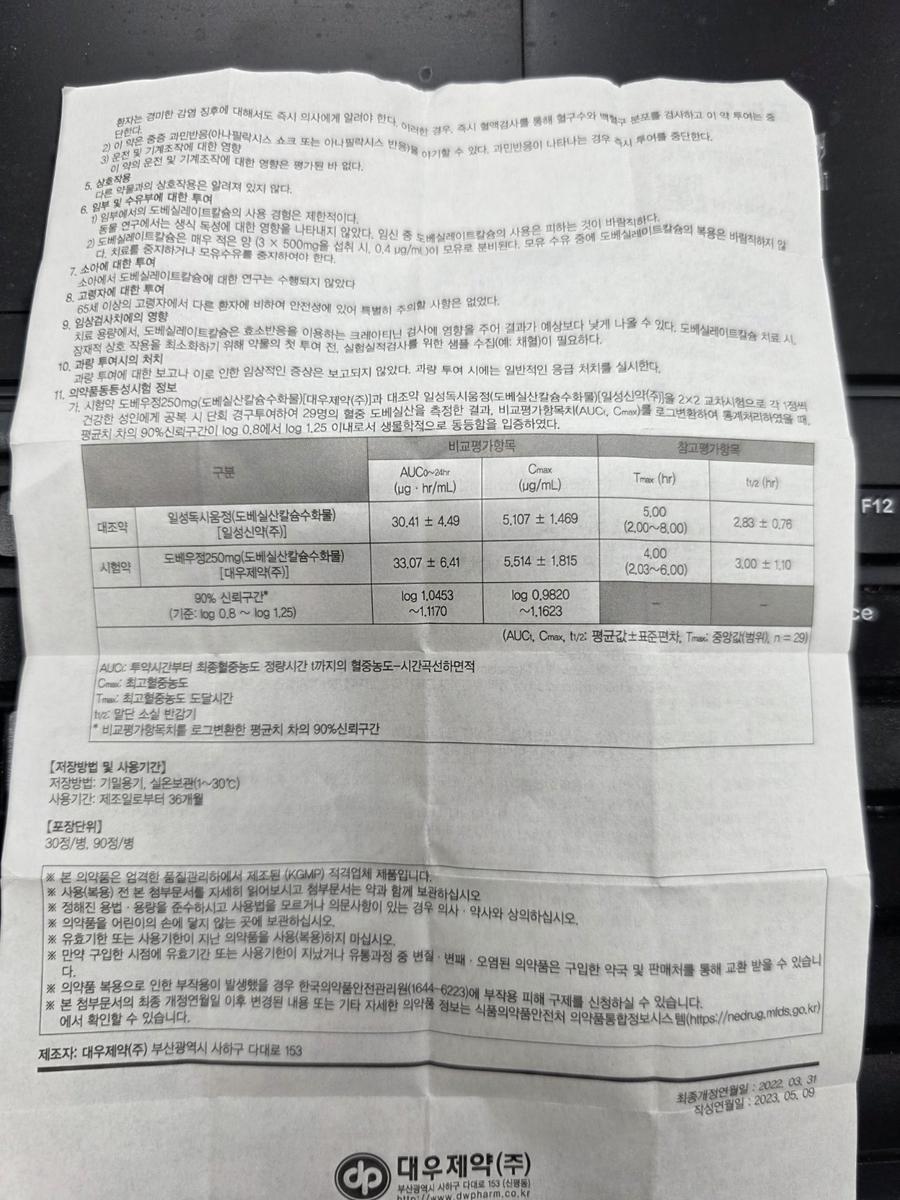 환자는 경미한 감염 징후에 대해서도 즉시 의사에게 알려야 한다. 이러한 경우, 즉시 혈액검사를 통해 혈구수와 백혈구 분포를 검사하고 이 약 투여는 중
단한다.
2) 이 약은 중증 과민반응(아나필락시스 쇼크 또는 아나필락시스 반응)을 야기할 수 있다. 과민반응이 나타나는 경우 즉시 투여를 중단한다.
3) 운전 및 기계조작에 대한 영향
이 약의 운전 및 기계조작에 대한 영향은 평가된 바 없다.
5. 상호작용
다른 약물과의 상호작용은 알려져 있지 않다.
6. 임부 및 수유부에 대한 투여
1) 임부에서의 도베실레이트칼슘의 사용 경험은 제한적이다.
동물 연구에서는 생식 독성에 대한 영향을 나타내지 않았다. 임신 중 도베실레이트칼슘의 사용은 피하는 것이 바람직하다.
2) 도베실레이트칼슘은 매우 적은 양 (3 × 500mg을 섭취 시, 0.4 μg/mL)이 모유로 분비된다. 모유 수유 중에 도베실레이트칼슘의 복용은 바람직하지 않
다. 치료를 중지하거나 모유수유를 중지하여야 한다.
7. 소아에 대한 투여
소아에서 도베실레이트칼슘에 대한 연구는 수행되지 않았다
8. 고령자에 대한 투여
65세 이상의 고령자에서 다른 환자에 비하여 안전성에 있어 특별히 주의할 사항은 없었다.
9. 임상검사치에의 영향
치료 용량에서, 도베실레이트칼슘은 효소반응을 이용하는 크레아티닌 검사에 영향을 주어 결과가 예상보다 낮게 나올 수 있다. 도베실레이트칼슘 치료 시,
잠재적 상호 작용을 최소화하기 위해 약물의 첫 투여 전, 실험실적검사를 위한 샘플 수집(예: 채혈)이 필요하다.
10. 과량 투여시의 처치
과량 투여에 대한 보고나 이로 인한 임상적인 증상은 보고되지 않았다. 과량 투여 시에는 일반적인 응급 처치를 실시한다.
11. 의약품동등성시험 정보
가. 시험약 도베우정250mg(도베실산칼슘수화물)[대우제약(주)]과 대조약 일성독시움정(도베실산칼슘수화물)[일성신약(주)]을 2×2 교차시험으로 각 1정씩
건강한 성인에게 공복 시 단회 경구투여하여 29명의 혈중 도베실산을 측정한 결과, 비교평가항목치(AUCt, Cmax)를 로그변환하여 통계처리하였을 때,
평균치 차의 90%신뢰구간이 log 0.8에서 log 1.25 이내로서 생물학적으로 동등함을 입증하였다.
구분 비교평가항목 참고평가항목
AUC0~24hr (μg · hr/mL) Cmax (μg/mL) Tmax (hr) t1/2 (hr)
대조약 일성독시움정(도베실산칼슘수화물) [일성신약(주)] 30.41 ± 4.49 5.107 ± 1.469 5.00 (2.00~8.00) 2.83 ± 0.76
시험약 도베우정250mg(도베실산칼슘수화물) [대우제약(주)] 33.07 ± 6.41 5.514 ± 1.815 4.00 (2.03~6.00) 3.00 ± 1.10
90% 신뢰구간* (기준: log 0.8 ~ log 1.25) log 1.0453 ~1.1170 log 0.9820 ~1.1623 - -
(AUCt, Cmax, t1/2: 평균값±표준편차, Tmax: 중앙값(범위), n = 29)
AUCt: 투약시간부터 최종혈중농도 정량시간 t까지의 혈중농도-시간곡선하면적
Cmax: 최고혈중농도
Tmax: 최고혈중농도 도달시간
t1/2: 말단 소실 반감기
* 비교평가항목치를 로그변환한 평균치 차의 90%신뢰구간
【저장방법 및 사용기간】
저장방법: 기밀용기, 실온보관(1~30℃)
사용기간: 제조일로부터 36개월
【포장단위】
30정/병, 90정/병
※ 본 의약품은 엄격한 품질관리하에서 제조된 (KGMP) 적격업체 제품입니다.
※ 사용(복용) 전 본 첨부문서를 자세히 읽어보시고 첨부문서는 약과 함께 보관하십시오
※ 정해진 용법 · 용량을 준수하시고 사용법을 모르거나 의문사항이 있는 경우 의사 · 약사와 상의하십시오.
※ 의약품을 어린이의 손에 닿지 않는 곳에 보관하십시오.
※ 유효기한 또는 사용기한이 지난 의약품을 사용(복용)하지 마십시오.
※ 만약 구입한 시점에 유효기간 또는 사용기한이 지났거나 유통과정 중 변질 · 변패 · 오염된 의약품은 구입한 약국 및 판매처를 통해 교환 받을 수 있습니
다.
※ 의약품 복용으로 인한 부작용이 발생했을 경우 한국의약품안전관리원(1644-6223)에 부작용 피해 구제를 신청하실 수 있습니다.
※ 본 첨부문서의 최종 개정연월일 이후 변경된 내용 또는 기타 자세한 의약품 정보는 식품의약품안전처 의약품통합정보시스템(https://nedrug.mfds.go.kr)
에서 확인할 수 있습니다.
제조자: 대우제약(주) 부산광역시 사하구 다대로 153
최종개정연월일 : 2022. 03. 31
작성연월일 : 2023. 05. 09
dp 대우제약(주)
부산광역시 사하구 다대로 153 (신평동)
http://www.dwpharm.co.kr
F12